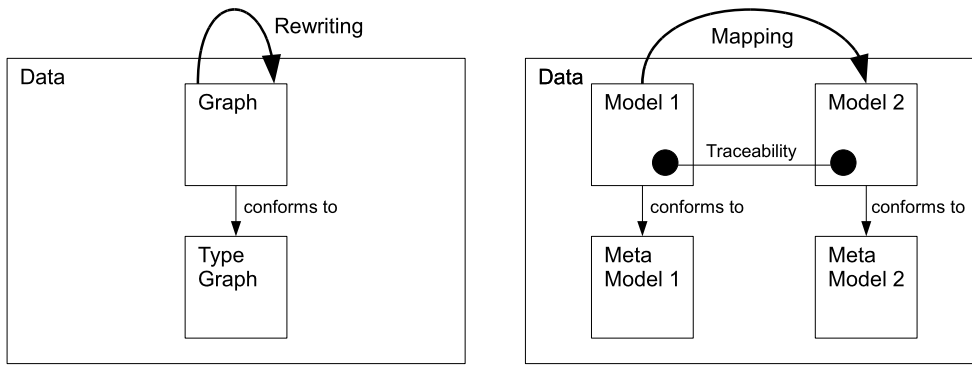 Rewriting
Data
Graph
conforms to
Type
Graph
Mapping
Data
Model 1
Model 2
Traceability
conforms to
conforms to
Meta
Model 1
Meta
Model 2